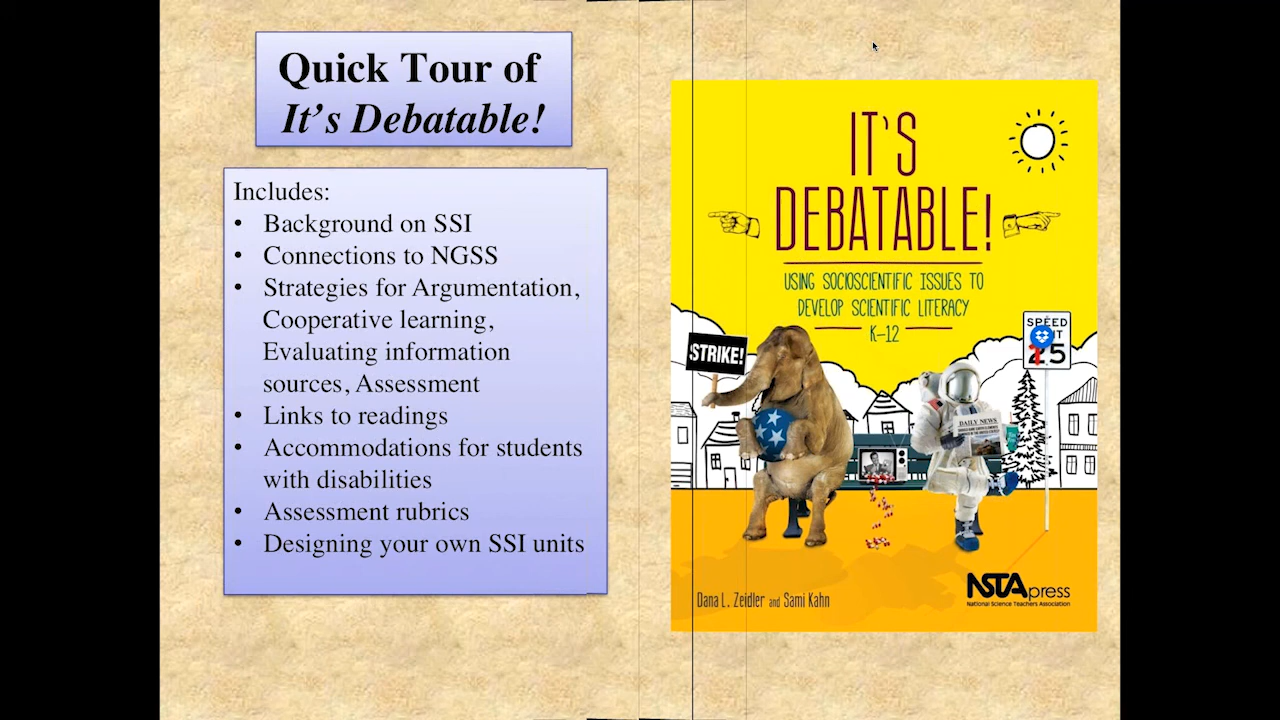 Quick Tour of
It's Debatable!
Includes:
• Background on SSI
• Connections to NGSS
• Strategies for Argumentation,
Cooperative learning,
Evaluating information
sources, Assessment
• Links to readings
• Accommodations for students
with disabilities
• Assessment rubrics
• Designing your own SSI units
IT'S
DEBATABLE!
USING SOCIOSCIENTIFIC ISSUES TO
DEVELOP SCIENTIFIC LITERACY
K-12
STRIKE!
SPEED
DAILY NEWS
Dana L. Zeidler and Sami Kahn
NSTApress
National Science Teachers Association